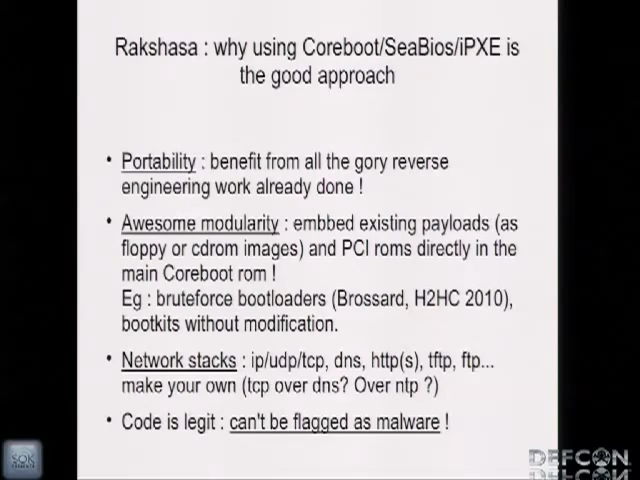 Rakshasa : why using Coreboot/SeaBios/iPXE is
the good approach
• Portability : benefit from all the gory reverse
engineering work already done !
• Awesome modularity : embbed existing payloads (as
floppy or cdrom images) and PCI roms directly in the
main Coreboot rom !
Eg : bruteforce bootloaders (Brossard, H2HC 2010),
bootkits without modification.
• Network stacks : ip/udp/tcp, dns, http(s), tftp, ftp...
make your own (tcp over dns? Over ntp ?)
• Code is legit : can't be flagged as malware !
SOK
DEFCON